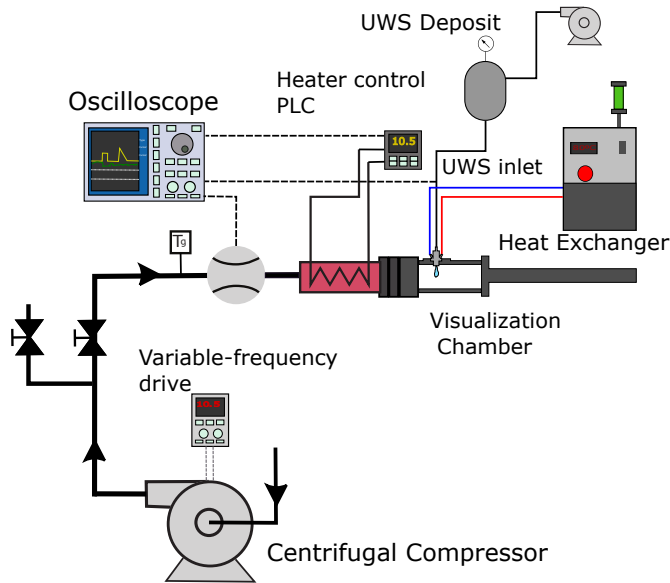 UWS Deposit
Heater control
PLC
Oscilloscope
10.5
UWS inlet
Heat Exchanger
Tg
Visualization
Chamber
Variable-frequency
drive
10.5
Centrifugal Compressor